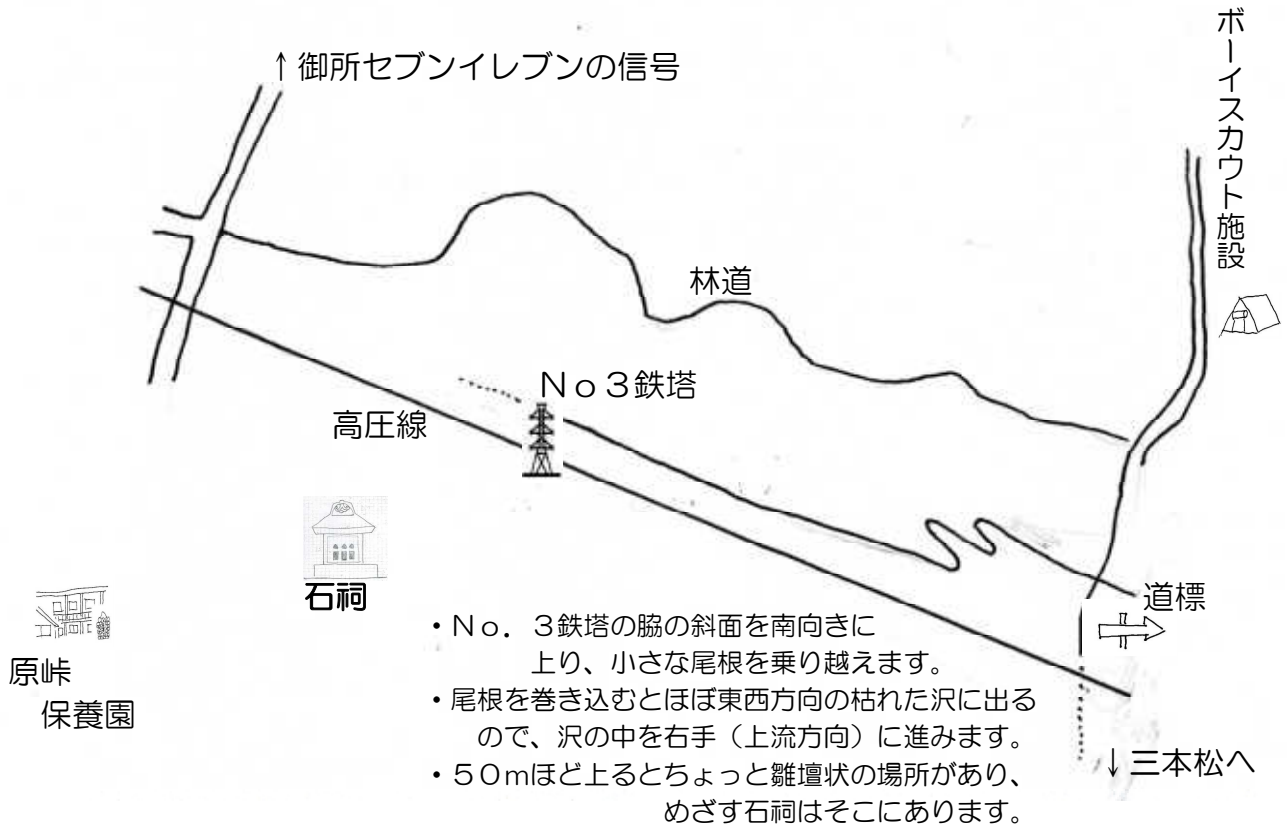 ↑御所セブンイレブンの信号
ボーイスカウト施設
林道
No3鉄塔
高圧線
石祠
道標
原峠
保養園
・No．3鉄塔の脇の斜面を南向きに
上り、小さな尾根を乗り越えます。
・尾根を巻き込むとほぼ東西方向の枯れた沢に出る
ので、沢の中を右手（上流方向）に進みます。
・50mほど上るとちょっと雛壇状の場所があり、
めざす石祠はそこにあります。
↓三本松へ